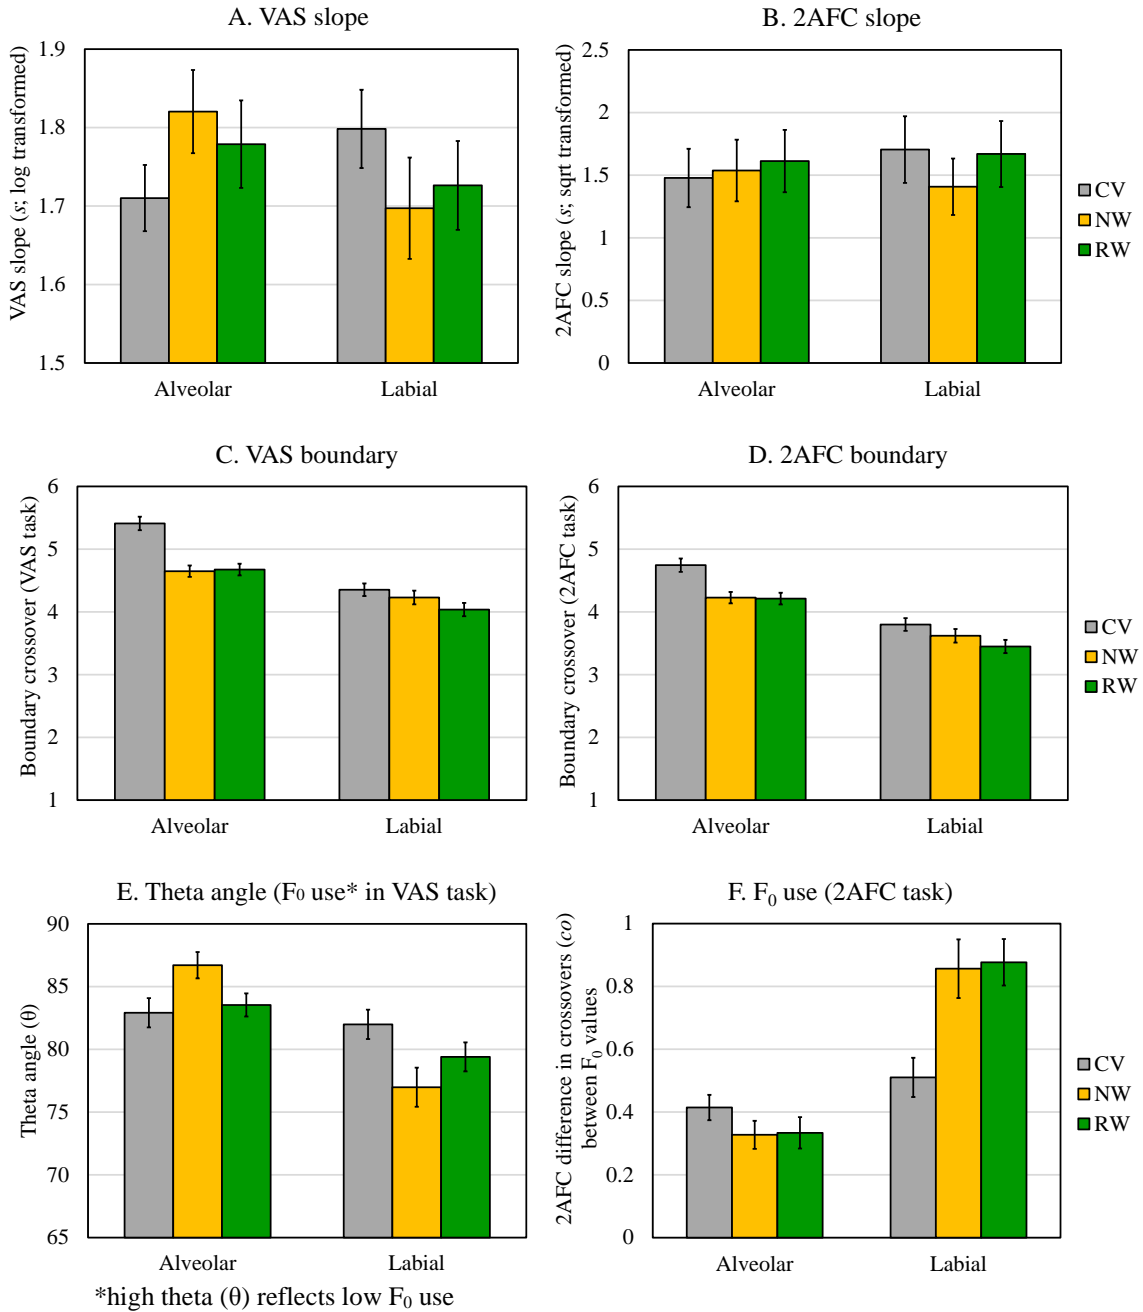 A. VAS slope
VAS slope (s; log transformed)
1.9
1.8
1.7
1.6
1.5
Alveolar
Labial
B. 2AFC slope
2AFC slope (s; sqrt transformed)
2.5
2
1.5
1
0.5
0
Alveolar
Labial
CV
NW
RW
C. VAS boundary
Boundary crossover (VAS task)
6
5
4
3
2
1
Alveolar
Labial
D. 2AFC boundary
Boundary crossover (2AFC task)
6
5
4
3
2
1
Alveolar
Labial
CV
NW
RW
E. Theta angle (F0 use* in VAS task)
Theta angle (θ)
90
85
80
75
70
65
Alveolar
Labial
*high theta (θ) reflects low F₀ use
F. F₀ use (2AFC task)
2AFC difference in crossovers (co)
between F₀ values
1
0.8
0.6
0.4
0.2
0
Alveolar
Labial
CV
NW
RW